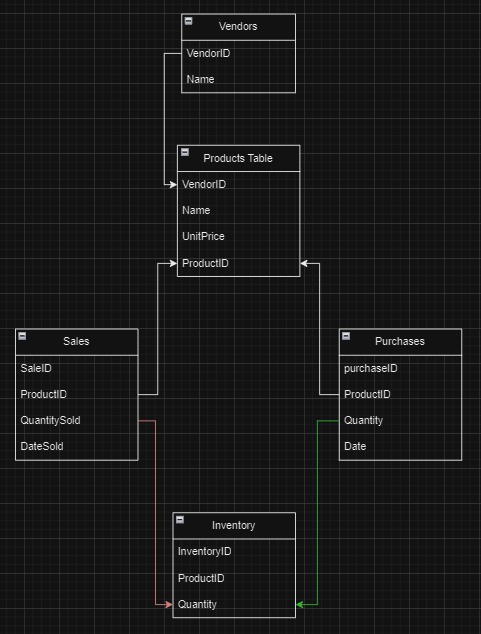 Vendors
VendorID
Name
Products Table
VendorID
Name
UnitPrice
ProductID
Sales
SaleID
ProductID
QuantitySold
DateSold
Purchases
purchaseID
ProductID
Quantity
Date
Inventory
InventoryID
ProductID
Quantity